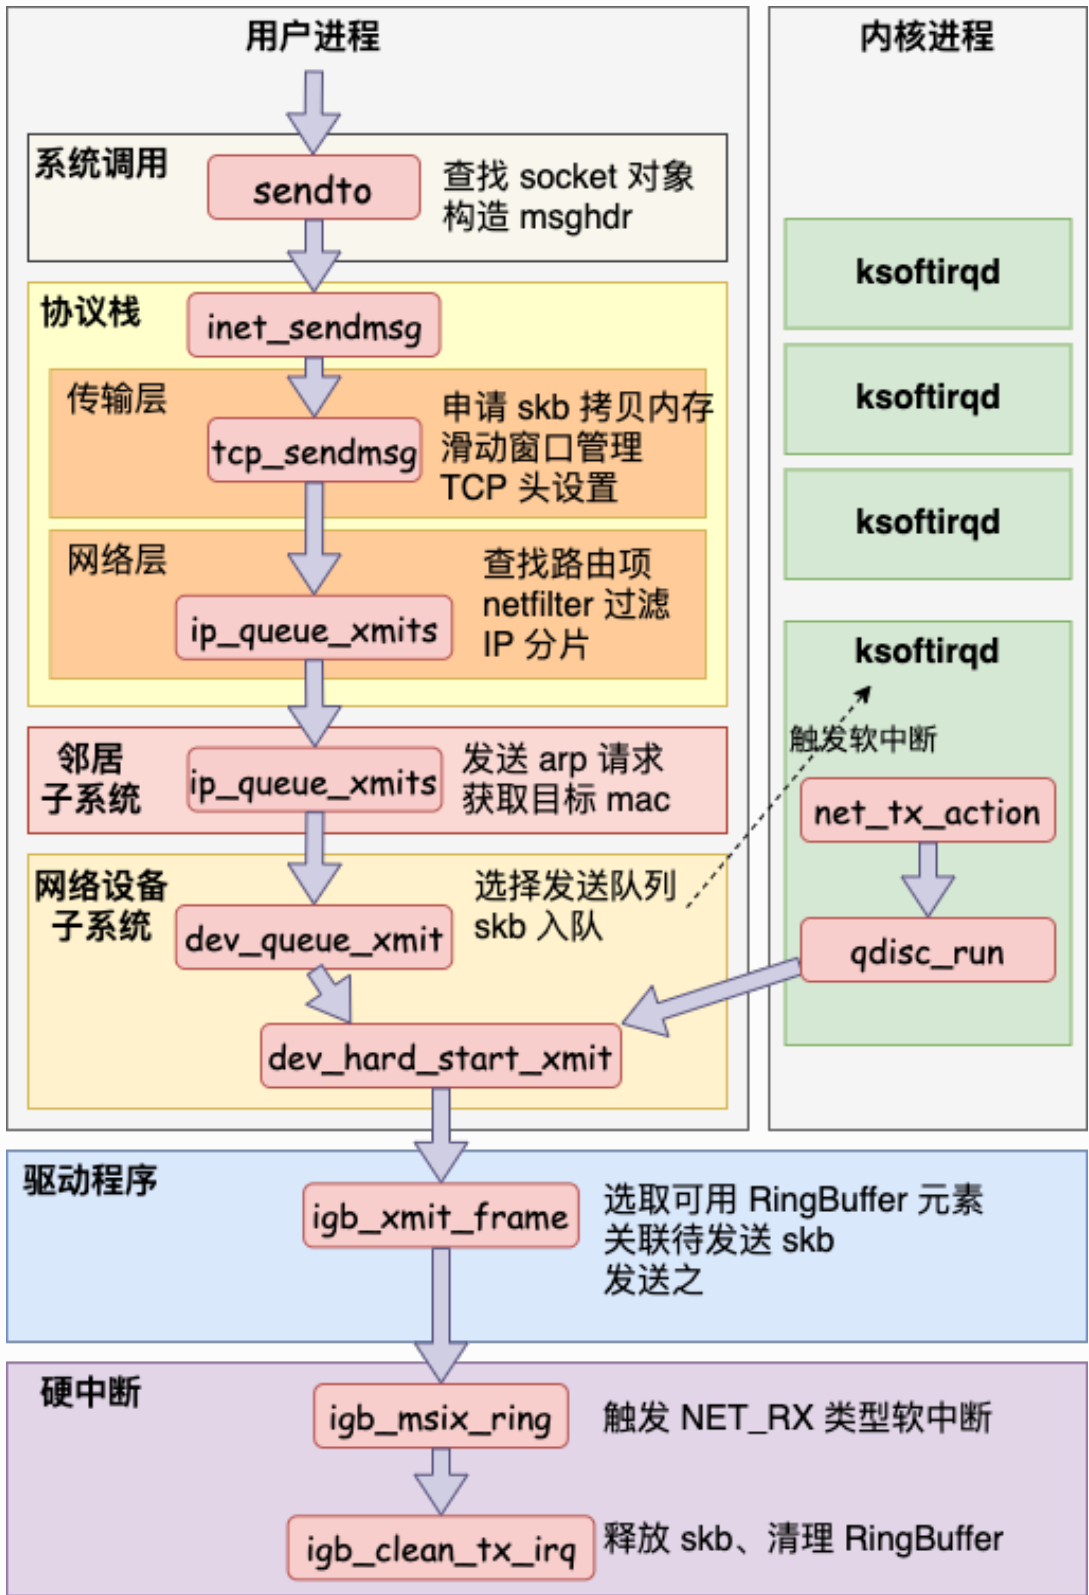 用户进程
内核进程
系统调用
sendto
查找 socket 对象
构造 msghdr
ksoftirqd
协议栈
inet_sendmsg
传输层
tcp_sendmsg
申请 skb 拷贝内存
滑动窗口管理
TCP 头设置
ksoftirqd
网络层
ip_queue_xmits
查找路由项
netfilter 过滤
IP 分片
ksoftirqd
ksoftirqd
触发软中断
邻居
子系统
ip_queue_xmits
发送 arp 请求
获取目标 mac
net_tx_action
网络设备
子系统
dev_queue_xmit
选择发送队列
skb 入队
qdisc_run
dev_hard_start_xmit
驱动程序
igb_xmit_frame
选取可用 RingBuffer 元素
关联待发送 skb
发送之
硬中断
igb_msix_ring
触发 NET_RX 类型软中断
igb_clean_tx_irq
释放 skb、清理 RingBuffer